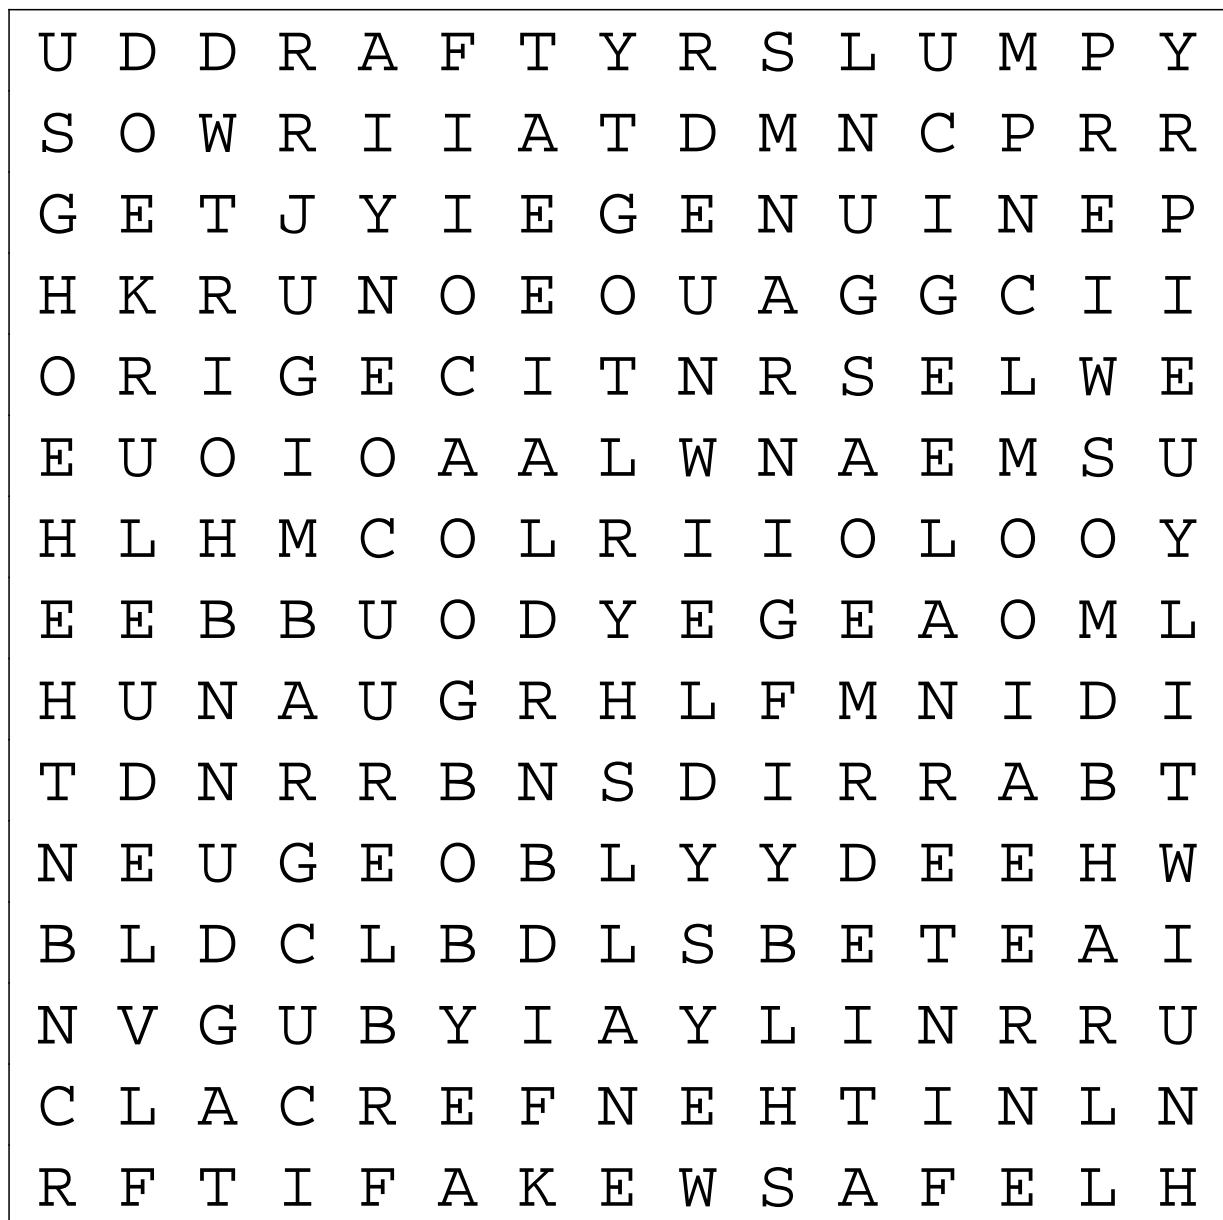 U D D R A F T Y R S L U M P Y
S O W R I I A T D M N C P R R
G E T J Y I E G E N U I N E P
H K R U N O E O U A G G C I I
O R I G E C I T N R S E L W E
E U O I O A A L W N A E M S U
H L H M C O L R I I O L O O Y
E E B B U O D Y E G E A O M L
H U N A U G R H L F M N I D I
T D N R R B N S D I R R A B T
N E U G E O B L Y Y D E E H W
B L D C L B D L S B E T E A I
N V G U B Y I A Y L I N R R U
C L A C R E F N E H T I N L N
R F T I F A K E W S A F E L H